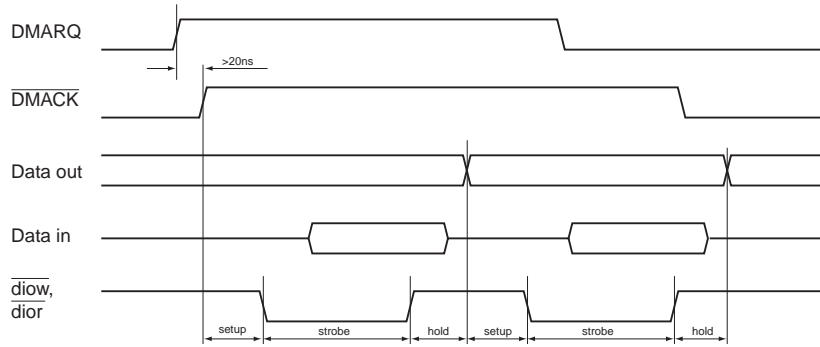 DMARQ
>20ns
DMACK
Data out
Data in
diow,
dior
setup strobe hold setup strobe hold